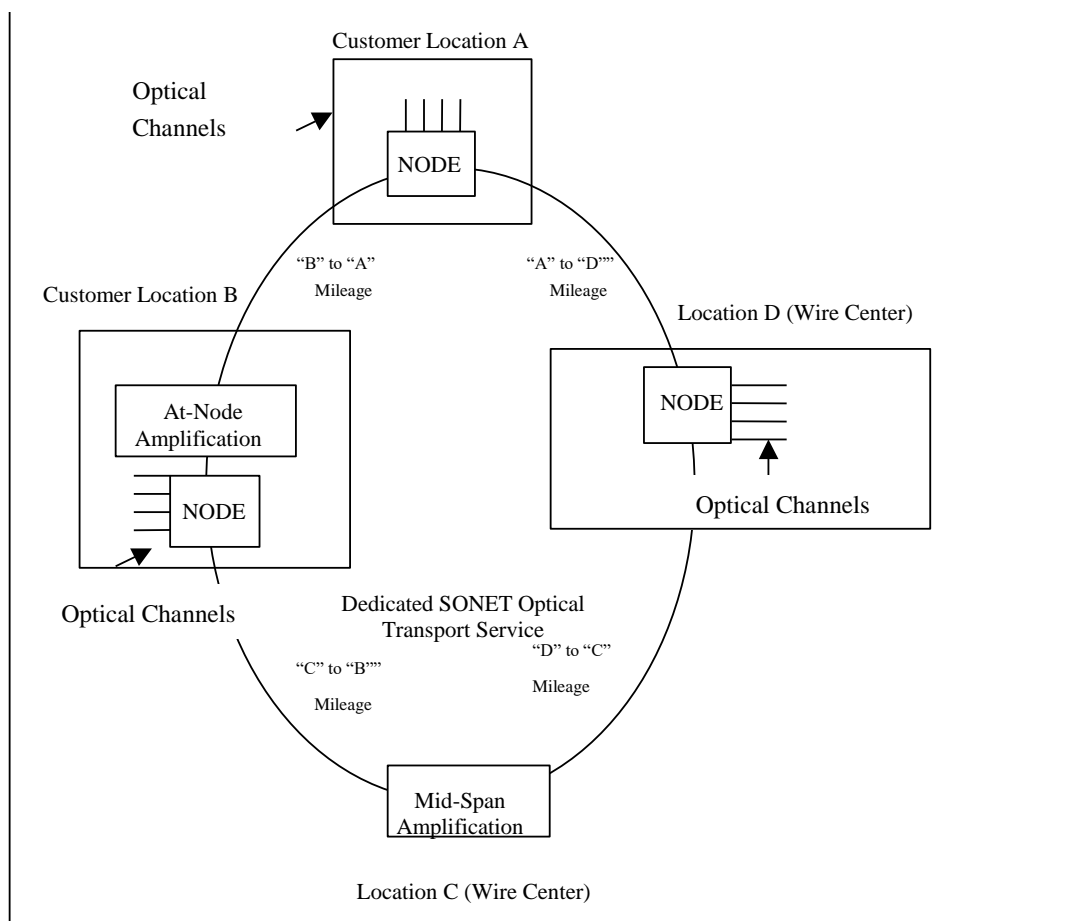 Customer Location A
Optical
Channels
NODE
“B” to “A”
Mileage
“A” to “D””
Mileage
Customer Location B
Location D (Wire Center)
At-Node
Amplification
NODE
NODE
Optical Channels
Optical Channels
Dedicated SONET Optical
Transport Service
“D” to “C”
Mileage
“C” to “B””
Mileage
Mid-Span
Amplification
Location C (Wire Center)